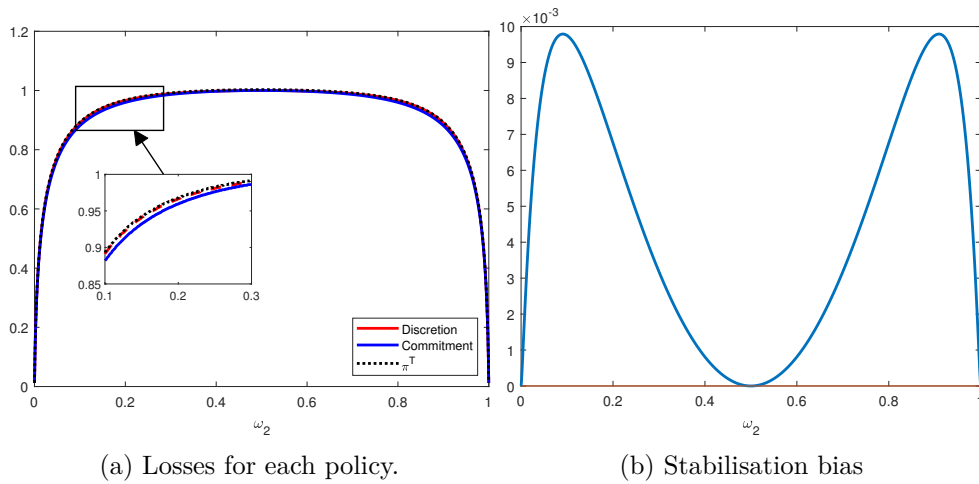 1.2
1
0.8
0.6
0.4
0.2
0
0 0.2 0.4 0.6 0.8 1
ω₂
1
0.95
0.9
0.85
0.1 0.2 0.3
Discretion
Commitment
πᵀ
(a) Losses for each policy.
10 ×10⁻³
9
8
7
6
5
4
3
2
1
0
0 0.2 0.4 0.6 0.8 1
ω₂
(b) Stabilisation bias